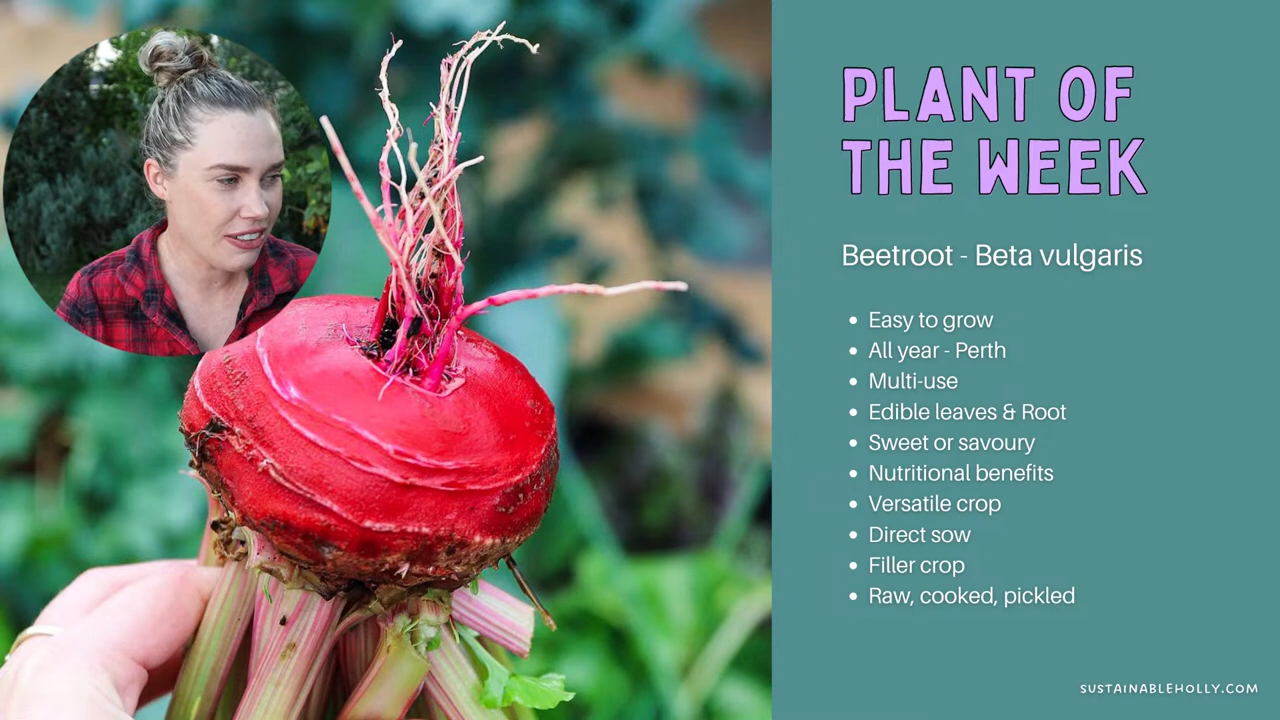 PLANT OF
THE WEEK
Beetroot - Beta vulgaris
• Easy to grow
• All year - Perth
• Multi-use
• Edible leaves & Root
• Sweet or savoury
• Nutritional benefits
• Versatile crop
• Direct sow
• Filler crop
• Raw, cooked, pickled
SUSTAINABLEHOLLY.COM